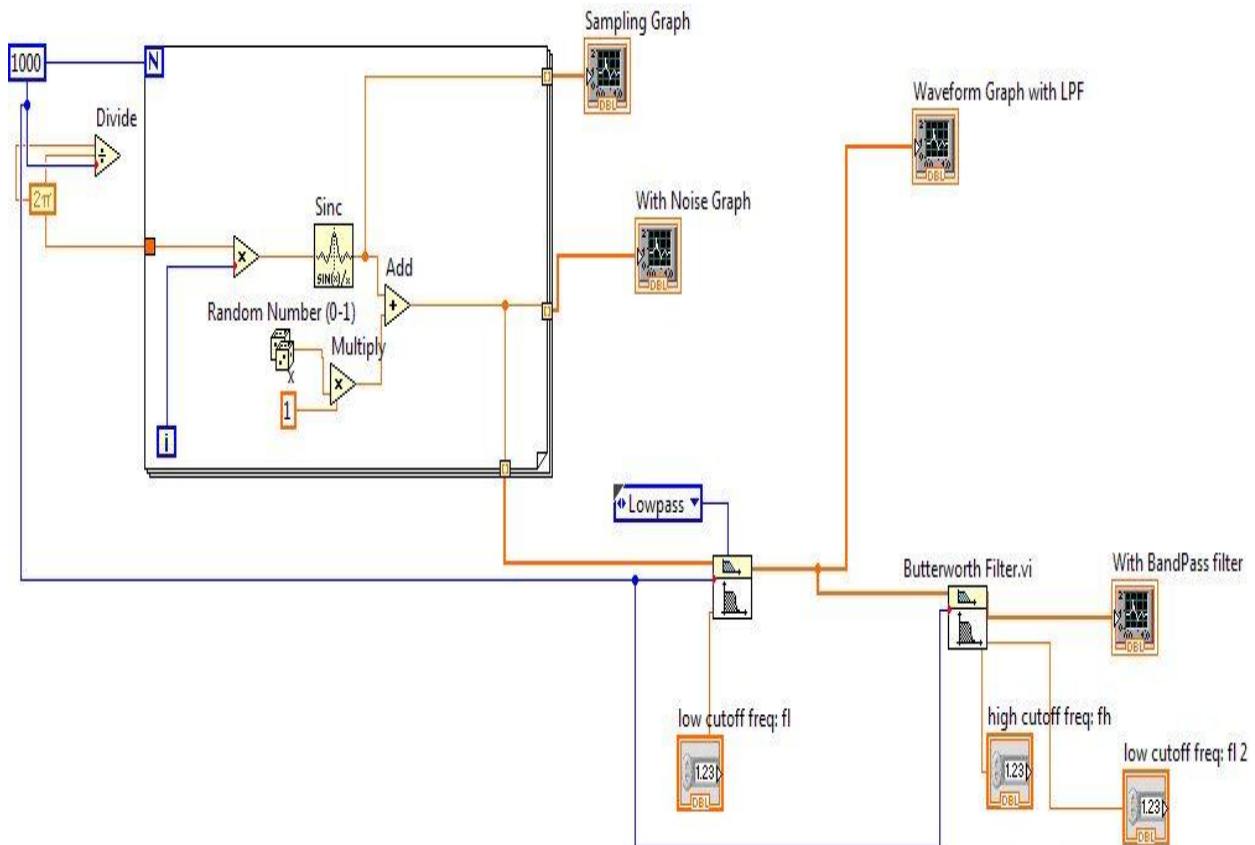 Sampling Graph
DBL
1000
N
Waveform Graph with LPF
DBL
Divide
÷
2π
With Noise Graph
DBL
Sinc
SIN(X)/X
x
Add
+
Random Number (0-1)
Multiply
x
1
i
Lowpass
Butterworth Filter.vi
With BandPass filter
DBL
low cutoff freq: fl
1.23
DBL
high cutoff freq: fh
1.23
DBL
low cutoff freq: fl 2
1.23
DBL